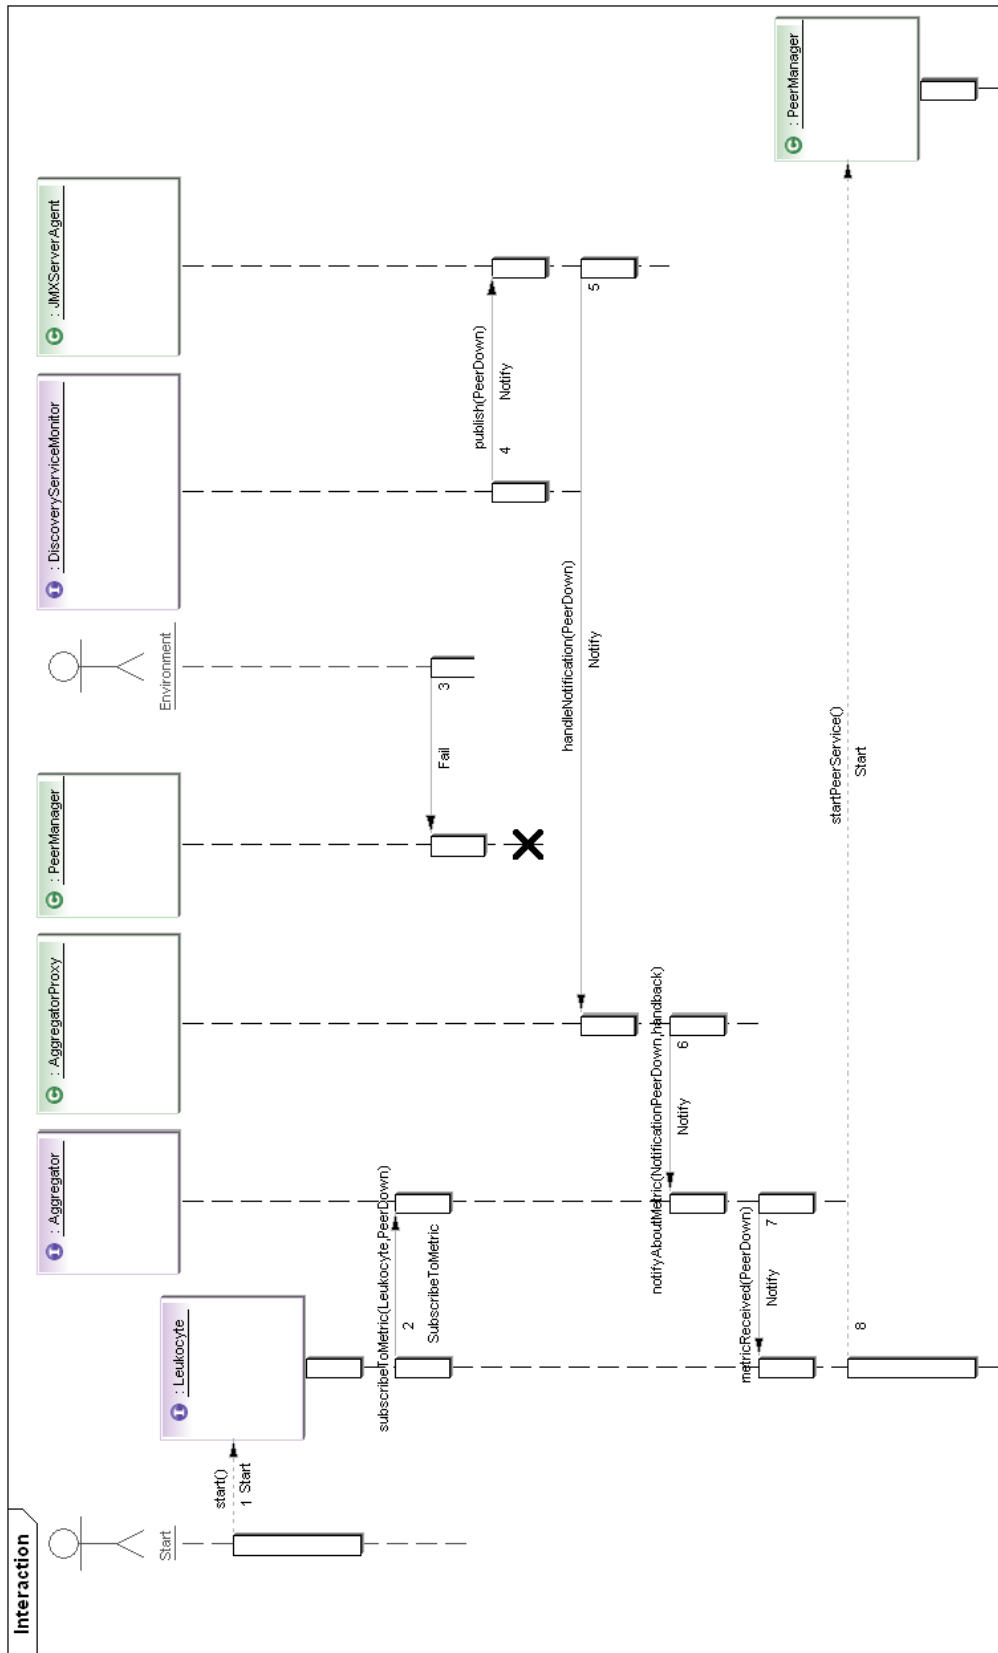 Interaction
Start
start()
1 Start
I : Leukocyte
I : Aggregator
C : AggregatorProxy
C : PeerManager
Environment
I : DiscoveryServiceMonitor
C : JMXServerAgent
C : PeerManager
subscribeToMetric(Leukocyte,PeerDown)
2
SubscribeToMetric
3
Fail
publish(PeerDown)
4
Notify
handleNotification(PeerDown)
5
Notify
notifyAboutMetric(NotificationPeerDown,handback)
6
Notify
metricReceived(PeerDown)
7
Notify
startPeerService()
8
Start